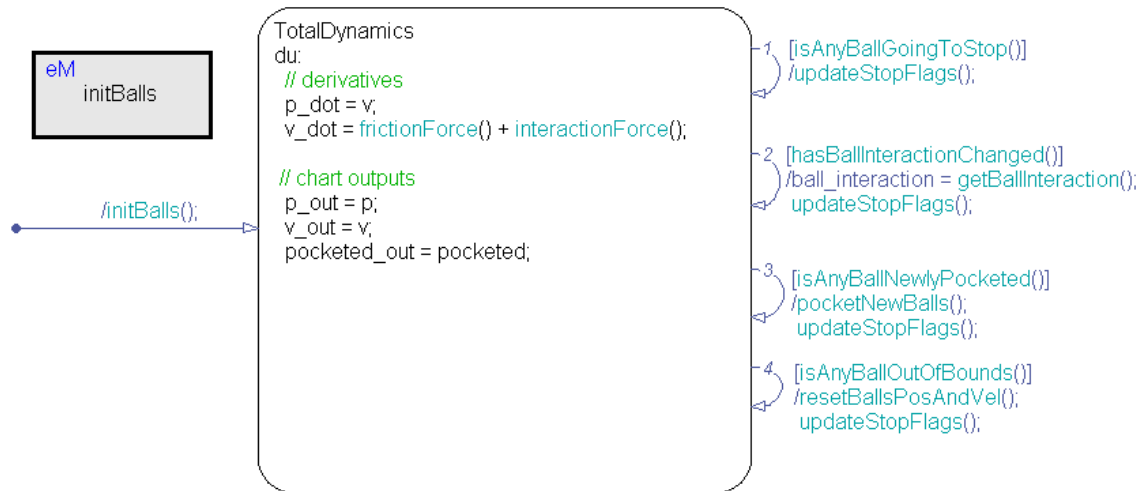 eM
initBalls
/initBalls();
TotalDynamics
du:
// derivatives
p_dot = v;
v_dot = frictionForce() + interactionForce();
// chart outputs
p_out = p;
v_out = v;
pocketed_out = pocketed;
1
[isAnyBallGoingToStop()]
/updateStopFlags();
2
[hasBallInteractionChanged()]
/ball_interaction = getBallInteraction();
updateStopFlags();
3
[isAnyBallNewlyPocketed()]
/pocketNewBalls();
updateStopFlags();
4
[isAnyBallOutOfBounds()]
/resetBallsPosAndVel();
updateStopFlags();